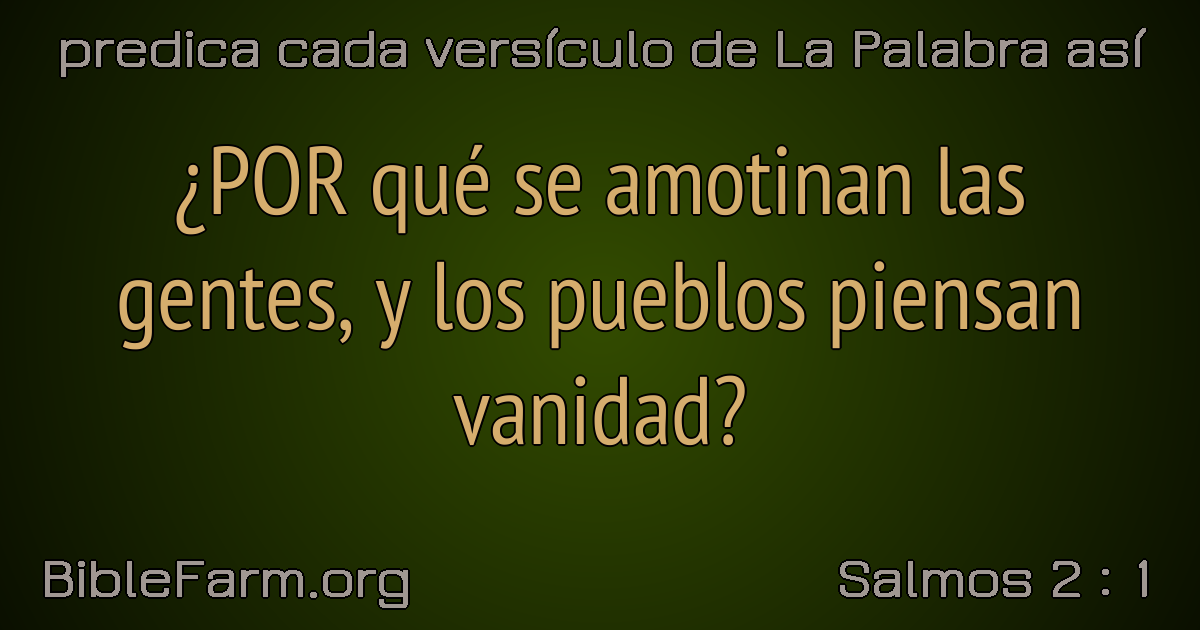 predica cada versículo de La Palabra así
¿POR qué se amotinan las
gentes, y los pueblos piensan
vanidad?
BibleFarm.org
Salmos 2 : 1